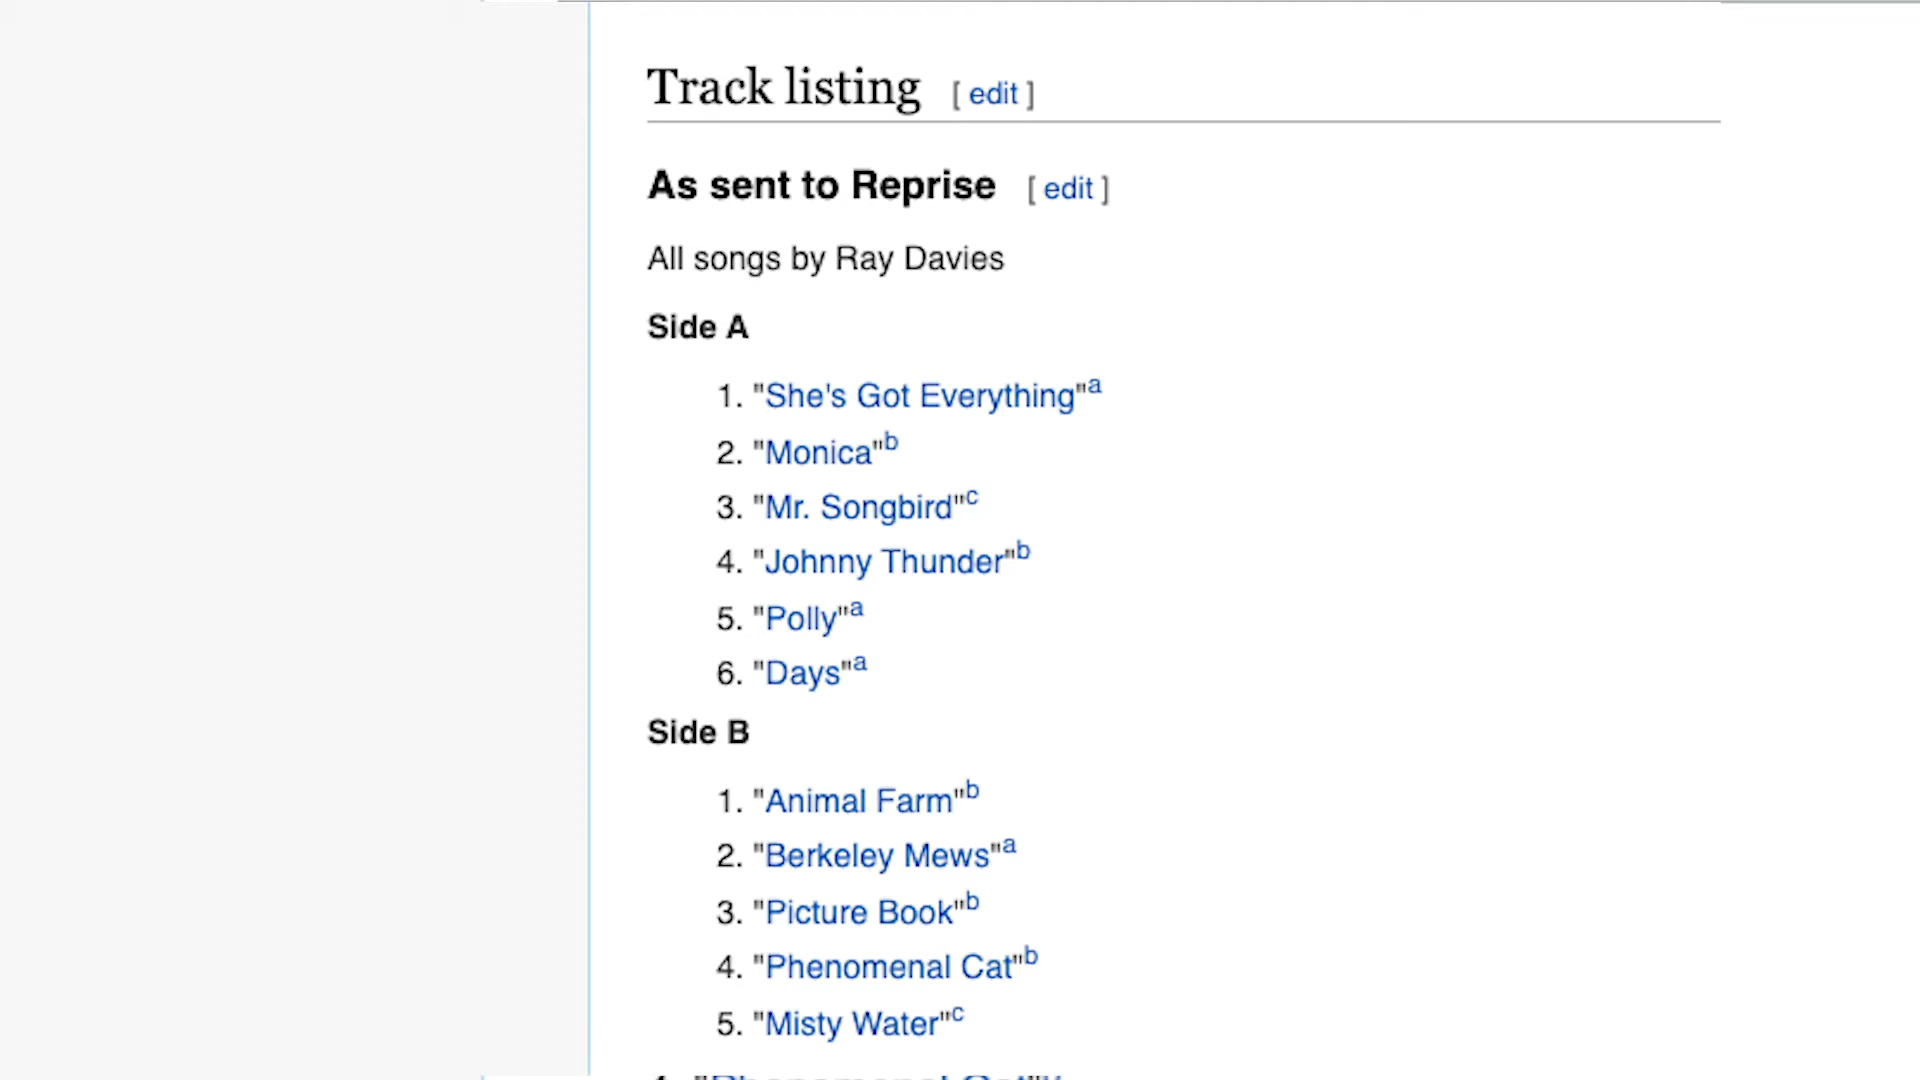 Track listing [ edit ]
As sent to Reprise [ edit ]
All songs by Ray Davies
Side A
1. "She's Got Everything"a
2. "Monica"b
3. "Mr. Songbird"c
4. "Johnny Thunder"b
5. "Polly"a
6. "Days"a
Side B
1. "Animal Farm"b
2. "Berkeley Mews"a
3. "Picture Book"b
4. "Phenomenal Cat"b
5. "Misty Water"c